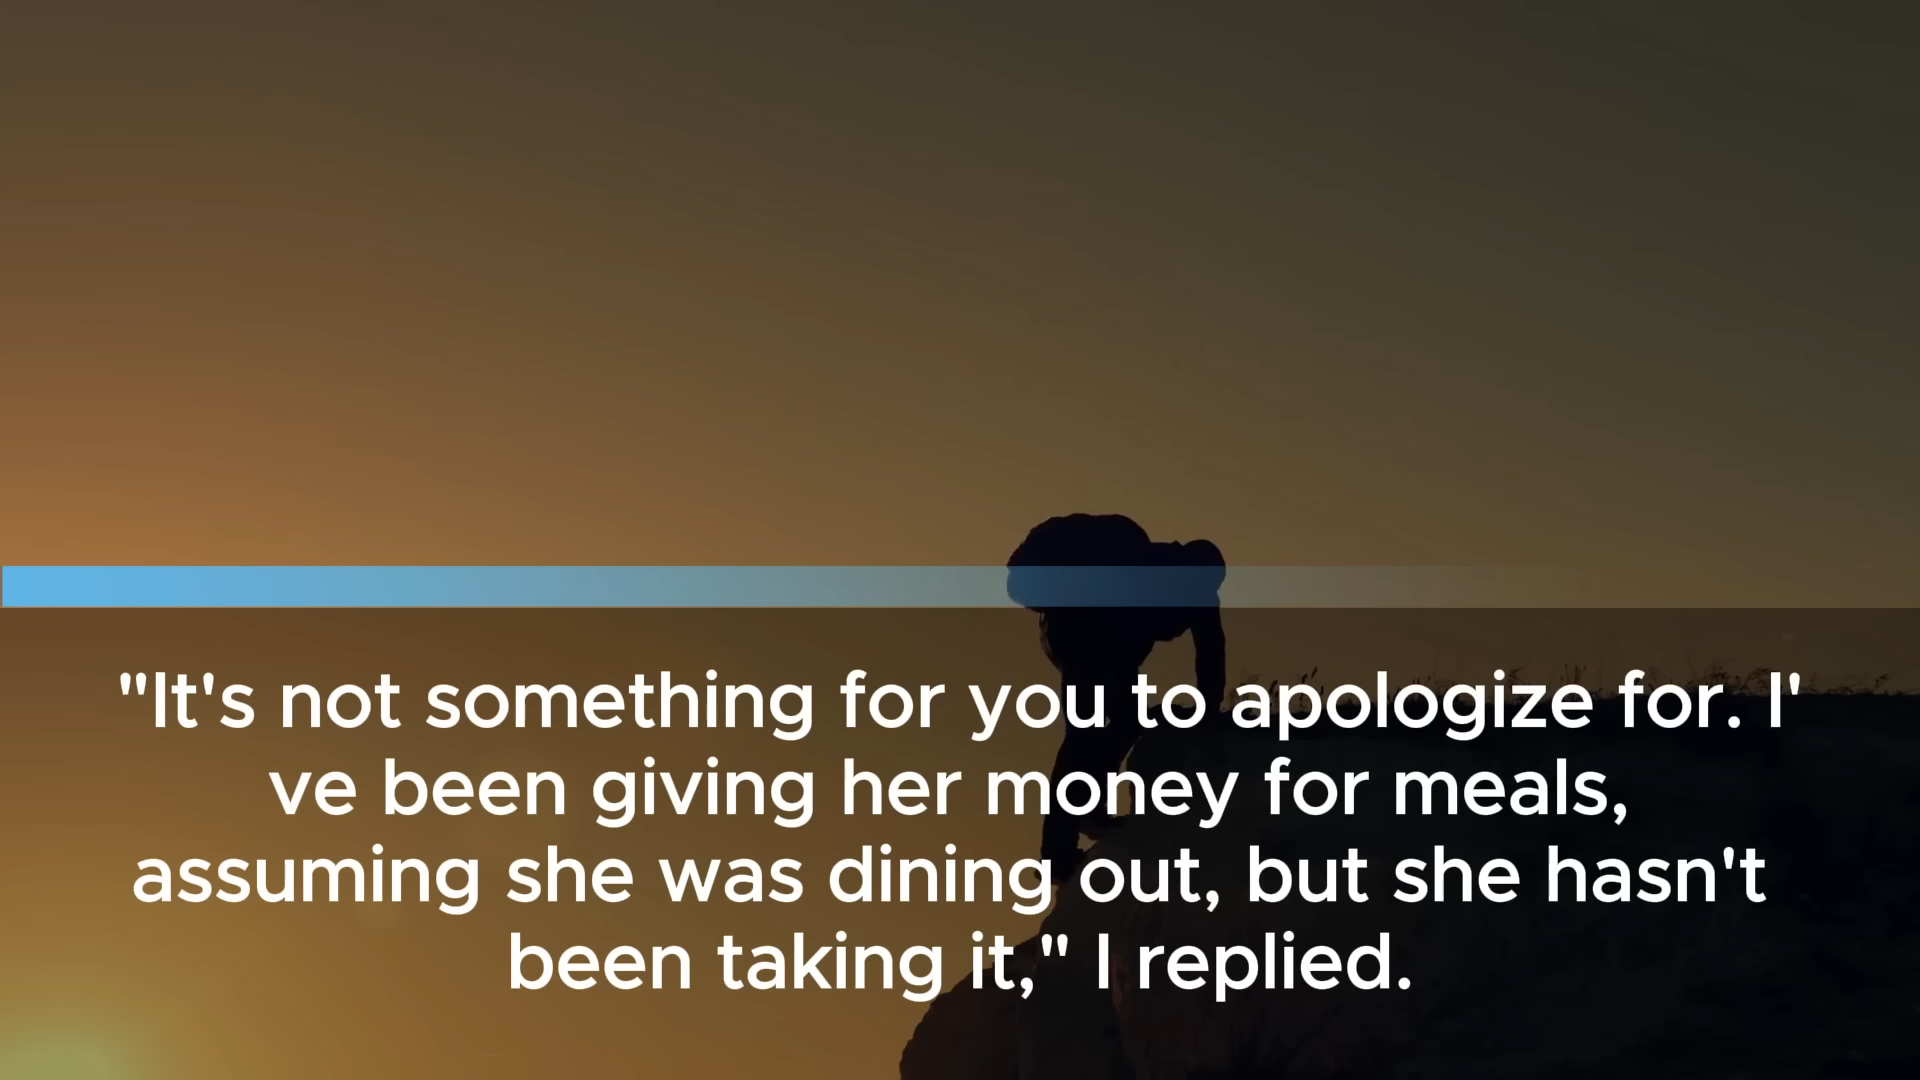 "It's not something for you to apologize for. I'
ve been giving her money for meals,
assuming she was dining out, but she hasn't
been taking it," I replied.